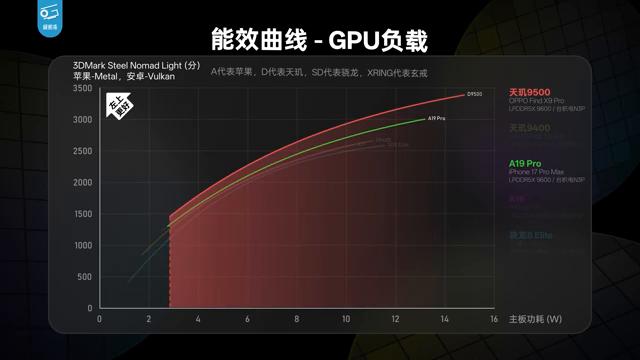 能效曲线 - GPU负载
3DMark Steel Nomad Light (分)
苹果-Metal，安卓-Vulkan
A代表苹果，D代表天玑，SD代表骁龙，XRING代表玄戒
左上
更好
3500
3000
2500
2000
1500
1000
500
0
0 2 4 6 8 10 12 14 16
主板功耗 (W)
D9500
A19 Pro
天玑9500
OPPO Find X9 Pro
LPDDR5X 9600 / 台积电N3P
天玑9400
A19 Pro
iPhone 17 Pro Max
LPDDR5X 9600 / 台积电N3P
A18
骁龙8 Elite